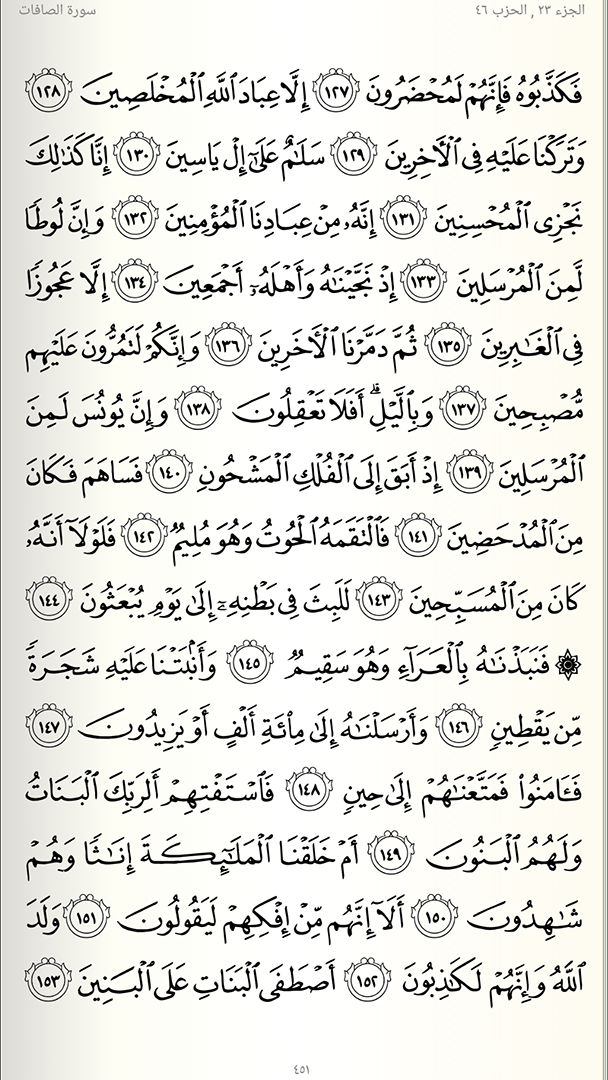 الجزء ٢٣ , الحزب ٤٦ سورة الصافات
فَكَذَّبُوهُ فَإِنَّهُمْ لَمُحْضَرُونَ ١٢٧ إِلَّا عِبَادَ ٱللَّهِ ٱلْمُخْلَصِينَ ١٢٨
وَتَرَكْنَا عَلَيْهِ فِى ٱلْأَخِرِينَ ١٢٩ سَلَـٰمٌ عَلَىٰٓ إِلْ يَاسِينَ ١٣٠ إِنَّا كَذَٰلِكَ
نَجْزِى ٱلْمُحْسِنِينَ ١٣١ إِنَّهُۥ مِنْ عِبَادِنَا ٱلْمُؤْمِنِينَ ١٣٢ وَإِنَّ لُوطًا
لَّمِنَ ٱلْمُرْسَلِينَ ١٣٣ إِذْ نَجَّيْنَـٰهُ وَأَهْلَهُۥٓ أَجْمَعِينَ ١٣٤ إِلَّا عَجُوزًا
فِى ٱلْغَـٰبِرِينَ ١٣٥ ثُمَّ دَمَّرْنَا ٱلْأَخَرِينَ ١٣٦ وَإِنَّكُمْ لَتَمُرُّونَ عَلَيْهِم
مُّصْبِحِينَ ١٣٧ وَبِٱلَّيْلِ ۗ أَفَلَا تَعْقِلُونَ ١٣٨ وَإِنَّ يُونُسَ لَمِنَ
ٱلْمُرْسَلِينَ ١٣٩ إِذْ أَبَقَ إِلَى ٱلْفُلْكِ ٱلْمَشْحُونِ ١٤٠ فَسَاهَمَ فَكَانَ
مِنَ ٱلْمُدْحَضِينَ ١٤١ فَٱلْتَقَمَهُ ٱلْحُوتُ وَهُوَ مُلِيمٌ ١٤٢ فَلَوْلَآ أَنَّهُۥ
كَانَ مِنَ ٱلْمُسَبِّحِينَ ١٤٣ لَلَبِثَ فِى بَطْنِهِۦٓ إِلَىٰ يَوْمِ يُبْعَثُونَ ١٤٤
۞ فَنَبَذْنَـٰهُ بِٱلْعَرَآءِ وَهُوَ سَقِيمٌ ١٤٥ وَأَنۢبَتْنَا عَلَيْهِ شَجَرَةً
مِّن يَقْطِينٍ ١٤٦ وَأَرْسَلْنَـٰهُ إِلَىٰ مِا۟ئَةِ أَلْفٍ أَوْ يَزِيدُونَ ١٤٧
فَـَٔامَنُوا۟ فَمَتَّعْنَـٰهُمْ إِلَىٰ حِينٍ ١٤٨ فَٱسْتَفْتِهِمْ أَلِرَبِّكَ ٱلْبَنَاتُ
وَلَهُمُ ٱلْبَنُونَ ١٤٩ أَمْ خَلَقْنَا ٱلْمَلَـٰٓئِكَةَ إِنَـٰثًا وَهُمْ
شَـٰهِدُونَ ١٥٠ أَلَآ إِنَّهُم مِّنْ إِفْكِهِمْ لَيَقُولُونَ ١٥١ وَلَدَ
ٱللَّهُ وَإِنَّهُمْ لَكَـٰذِبُونَ ١٥٢ أَصْطَفَى ٱلْبَنَاتِ عَلَى ٱلْبَنِينَ ١٥٣
٤٥١